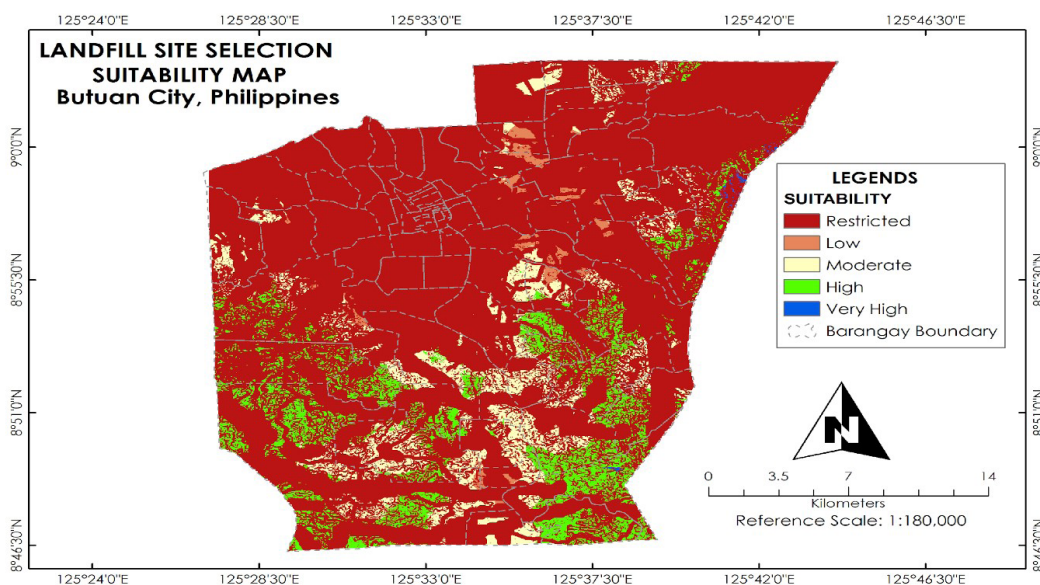 125°24'0"E 125°28'30"E 125°33'0"E 125°37'30"E 125°42'0"E 125°46'30"E
LANDFILL SITE SELECTION
SUITABILITY MAP
Butuan City, Philippines
9°0'0"N 9°0'0"N
LEGENDS
SUITABILITY
Restricted
Low
Moderate
High
Very High
Barangay Boundary
8°55'30"N 8°55'30"N
8°51'0"N 8°51'0"N
N
0 3.5 7 14
Kilometers
Reference Scale: 1:180,000
8°46'30"N 8°46'30"N
125°24'0"E 125°28'30"E 125°33'0"E 125°37'30"E 125°42'0"E 125°46'30"E